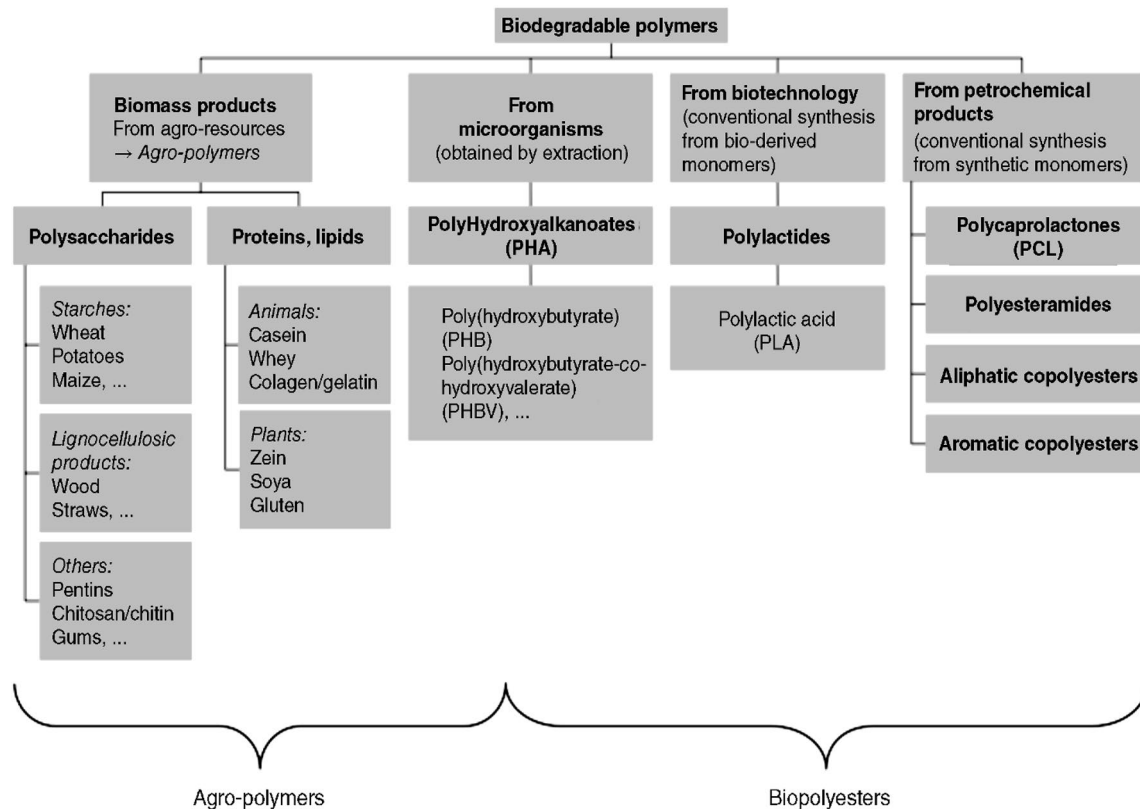 Biodegradable polymers
Biomass products
From agro-resources
→ Agro-polymers
From
microorganisms
(obtained by extraction)
From biotechnology
(conventional synthesis
from bio-derived
monomers)
From petrochemical
products
(conventional synthesis
from synthetic monomers)
Polysaccharides
Proteins, lipids
PolyHydroxyalkanoates
(PHA)
Polylactides
Polycaprolactones
(PCL)
Starches:
Wheat
Potatoes
Maize, ...
Animals:
Casein
Whey
Colagen/gelatin
Poly(hydroxybutyrate)
(PHB)
Poly(hydroxybutyrate-co-
hydroxyvalerate)
(PHBV), ...
Polylactic acid
(PLA)
Polyesteramides
Aliphatic copolyesters
Aromatic copolyesters
Lignocellulosic
products:
Wood
Straws, ...
Plants:
Zein
Soya
Gluten
Others:
Pentins
Chitosan/chitin
Gums, ...
Agro-polymers
Biopolyesters